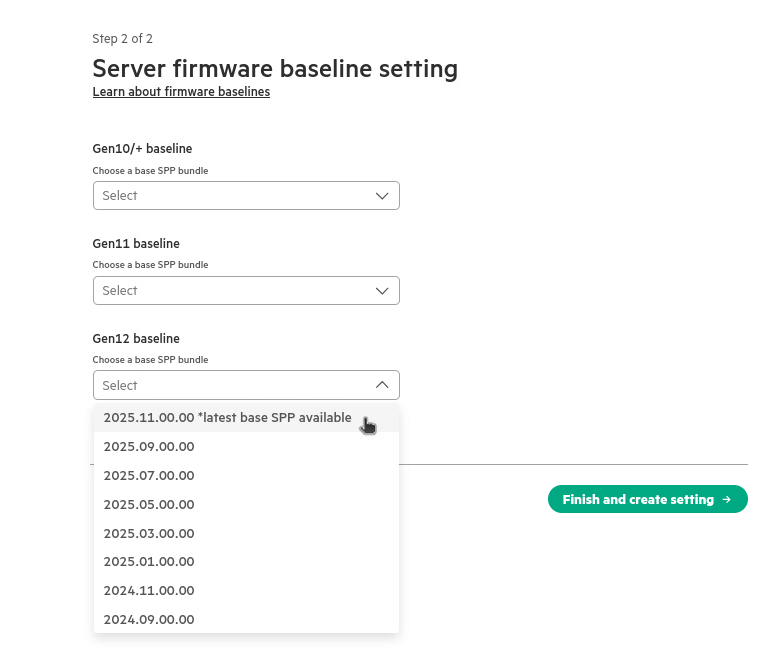 Step 2 of 2
Server firmware baseline setting
Learn about firmware baselines
Gen10/+ baseline
Choose a base SPP bundle
Select
Gen11 baseline
Choose a base SPP bundle
Select
Gen12 baseline
Choose a base SPP bundle
Select
2025.11.00.00 *latest base SPP available
2025.09.00.00
2025.07.00.00
2025.05.00.00
2025.03.00.00
2025.01.00.00
2024.11.00.00
2024.09.00.00
Finish and create setting →